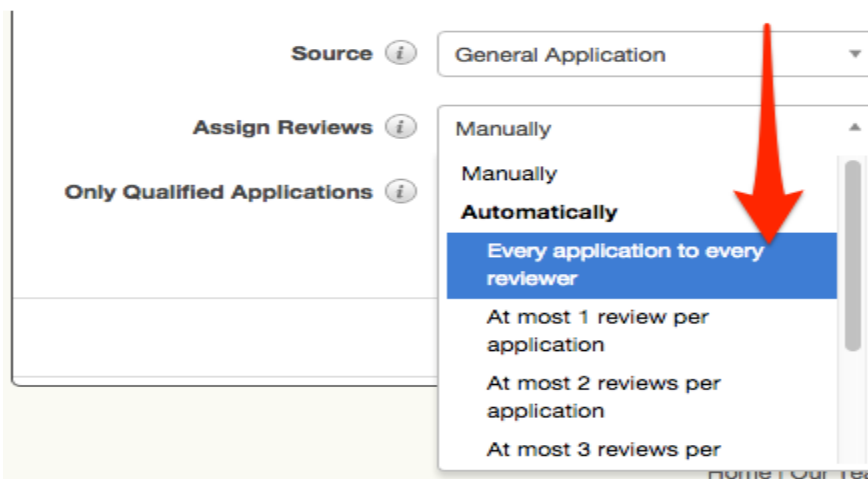 Source
General Application
Assign Reviews
Manually
Manually
Automatically
Only Qualified Applications
Every application to every
reviewer
At most 1 review per
application
At most 2 reviews per
application
At most 3 reviews per
Home | Our